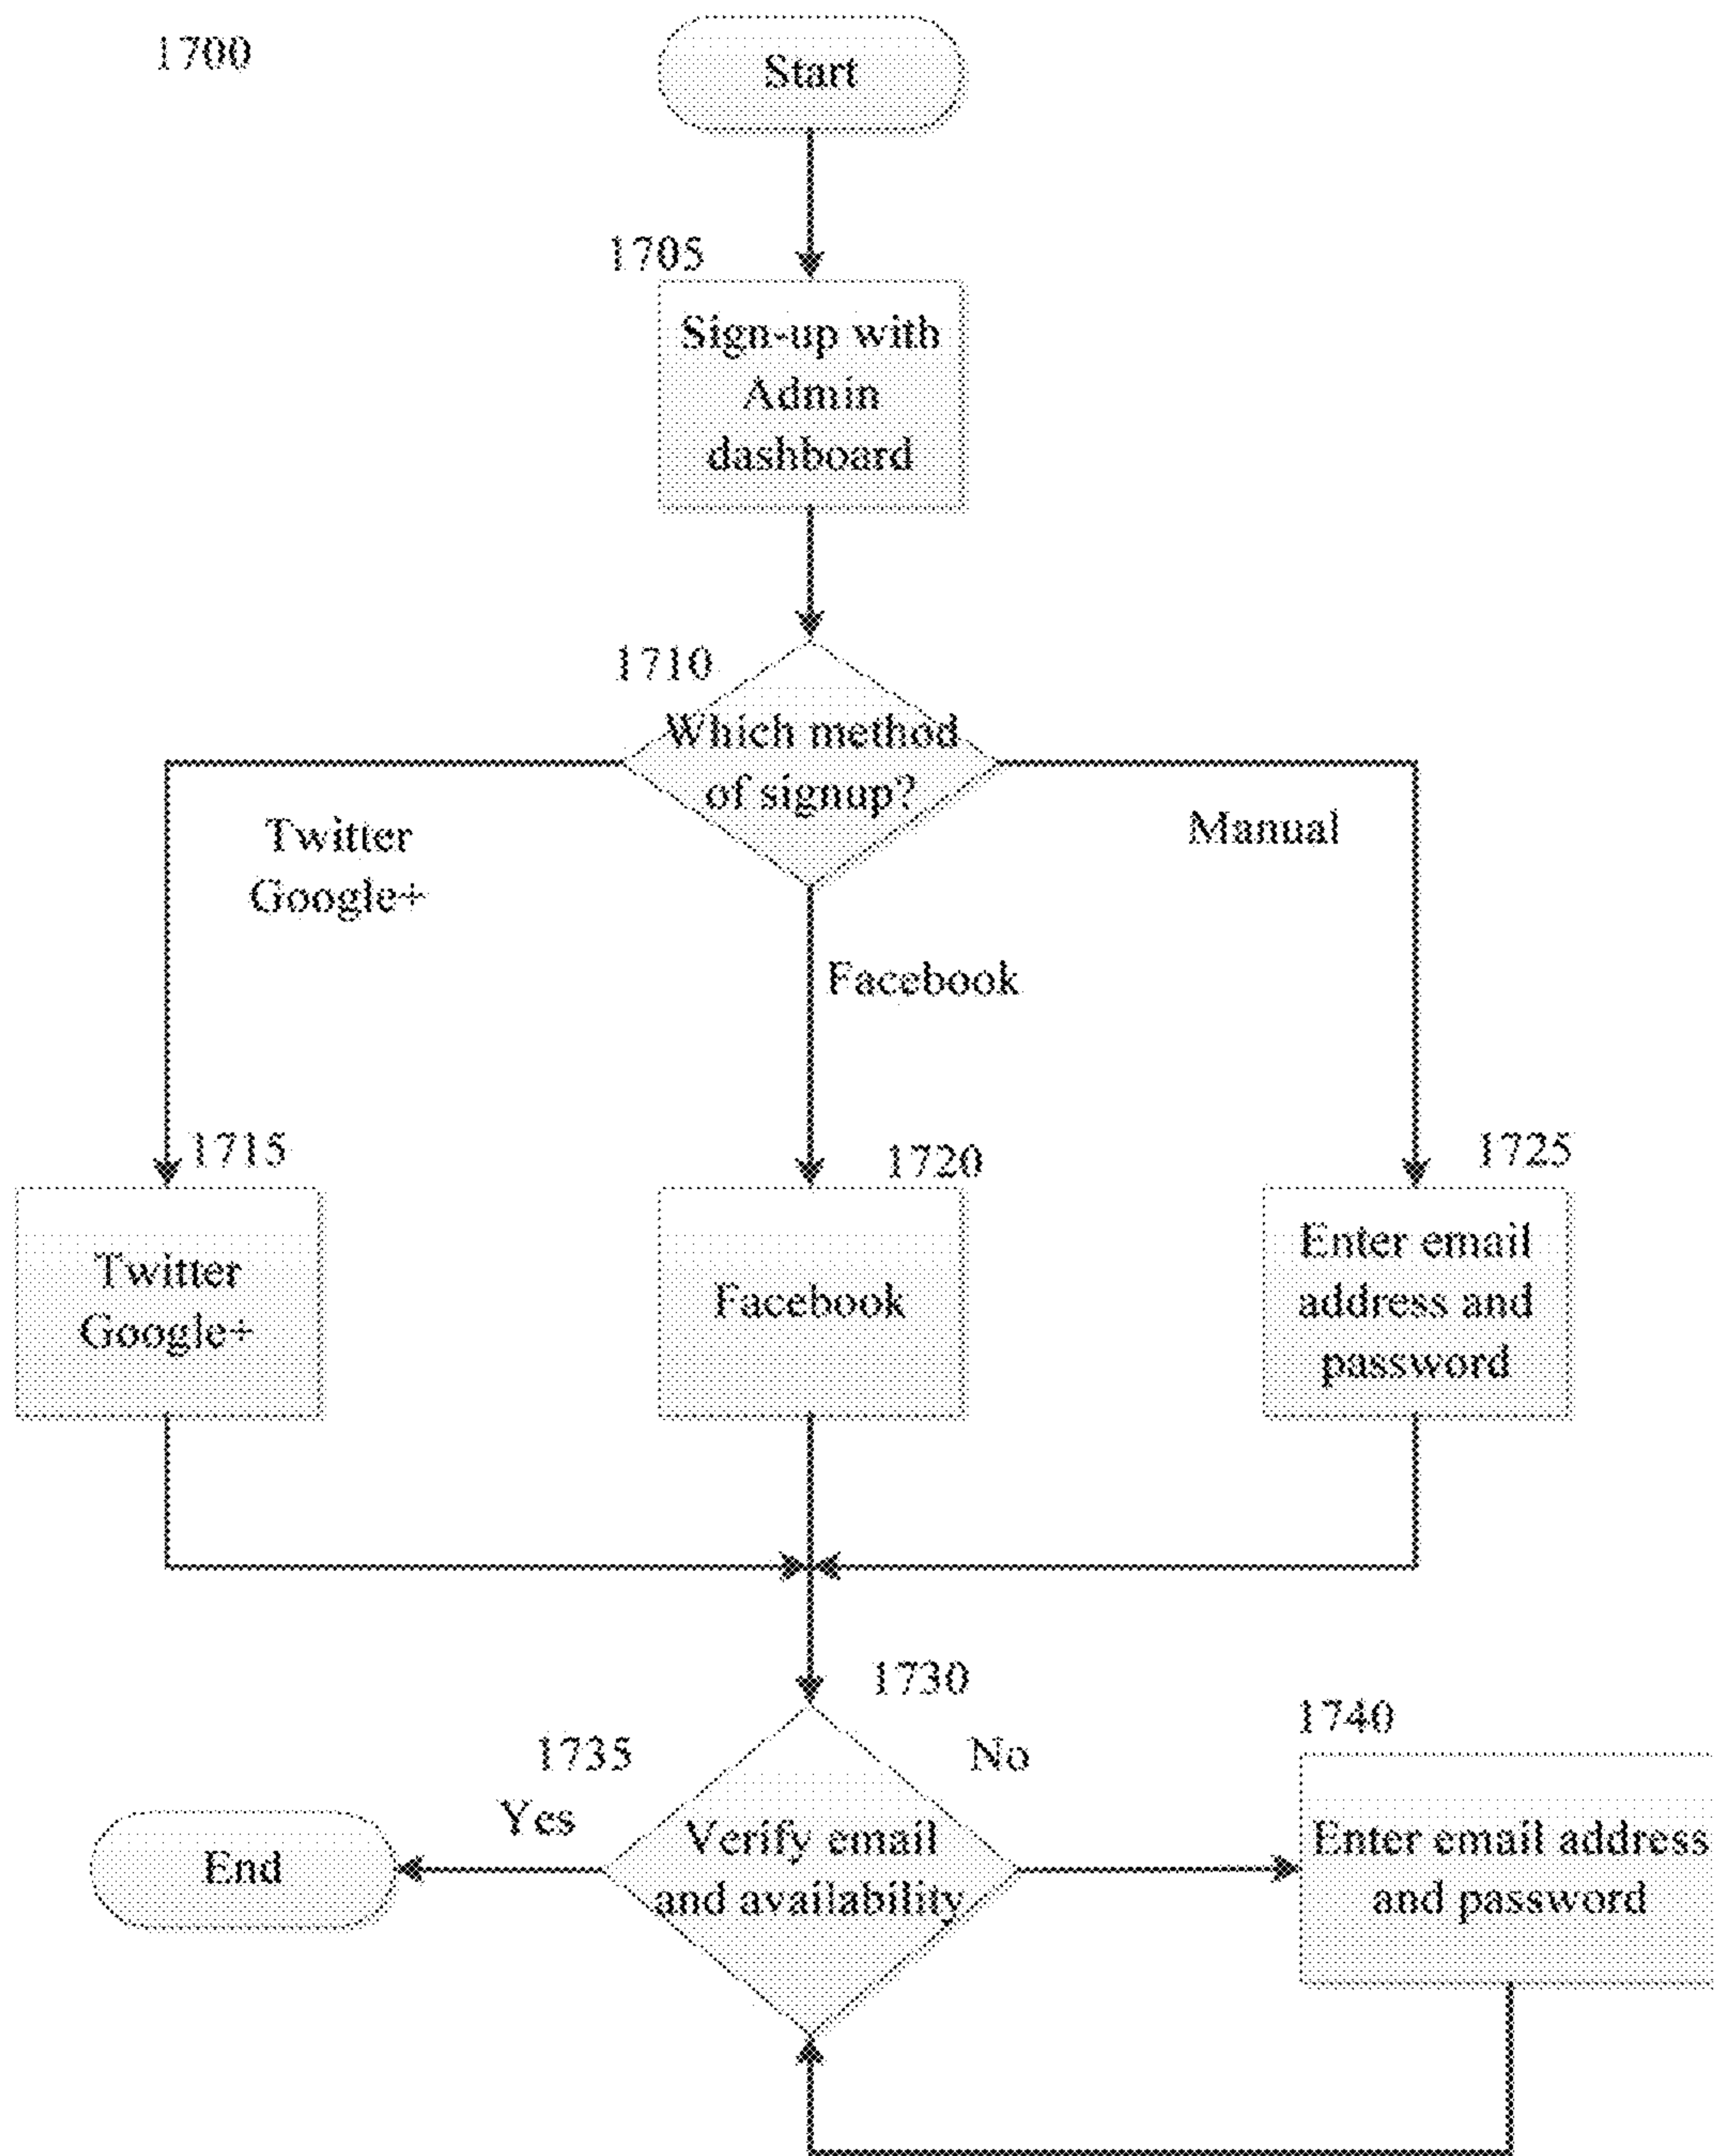 1700
Start
1705
Sign-up with
Admin
dashboard
1710
Which method
of signup?
Twitter
Google+
Manual
Facebook
1715
1720
1725
Twitter
Google+
Facebook
Enter email
address and
password
1730
1735
No
1740
Yes
End
Verify email
and availability
Enter email address
and password